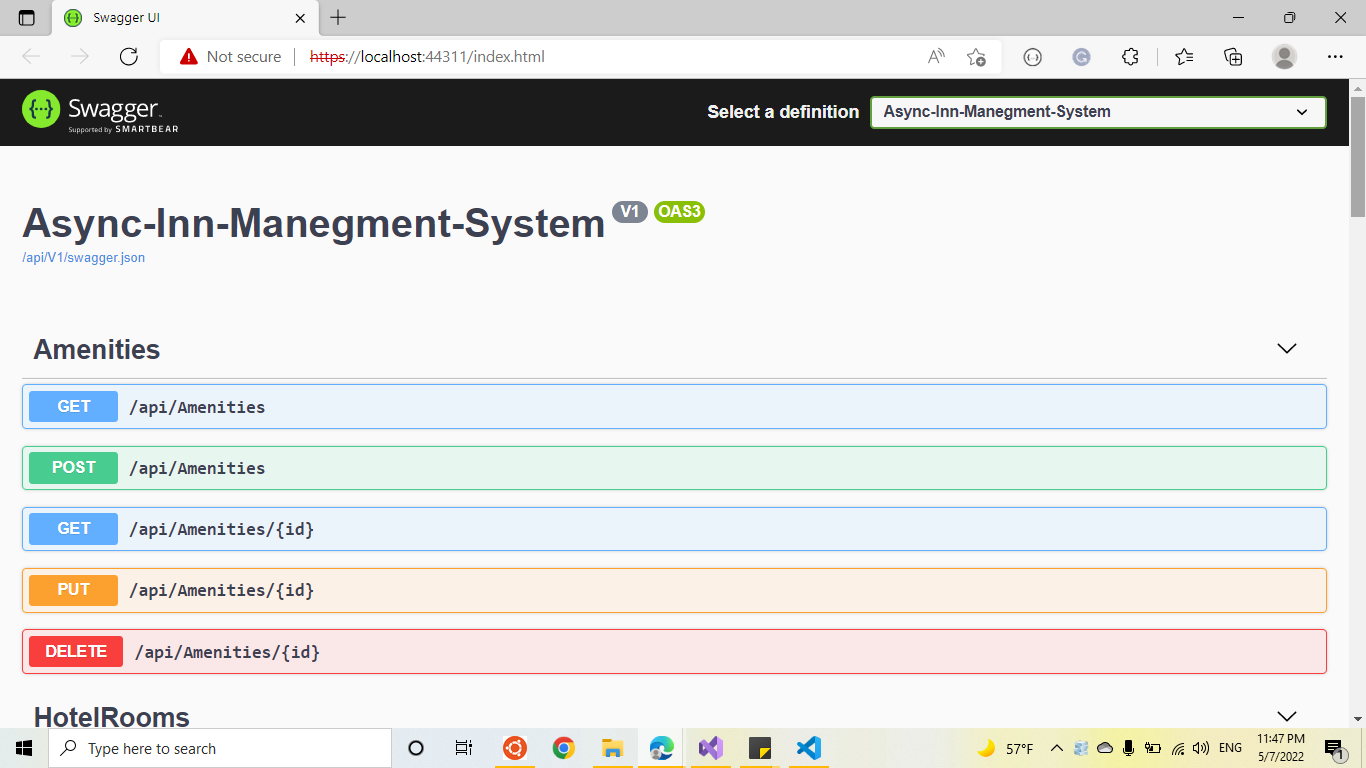 Swagger UI
Not secure
https://localhost:44311/index.html
Swagger
Supported by SMARTBEAR
Select a definition
Async-Inn-Manegment-System
Async-Inn-Manegment-System V1 OAS3
/api/V1/swagger.json
Amenities
GET /api/Amenities
POST /api/Amenities
GET /api/Amenities/{id}
PUT /api/Amenities/{id}
DELETE /api/Amenities/{id}
HotelRooms
Type here to search
57°F
ENG
11:47 PM
5/7/2022
1